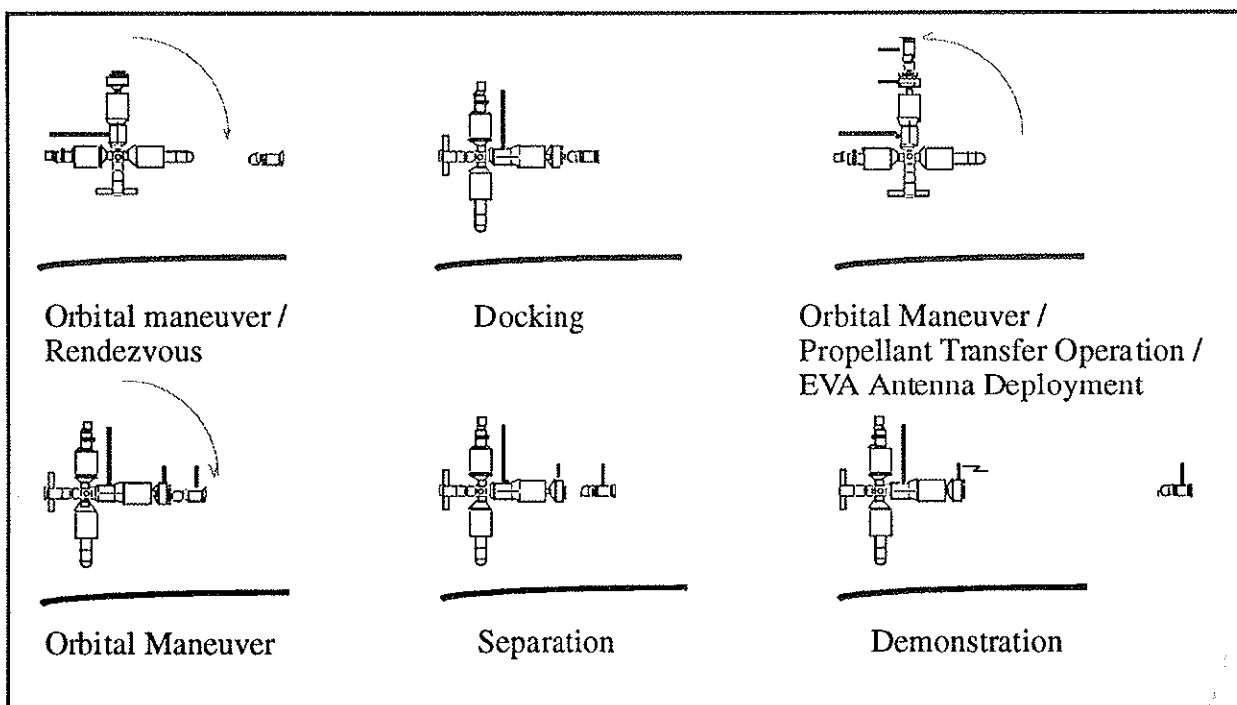 Orbital maneuver /
Rendezvous
Docking
Orbital Maneuver /
Propellant Transfer Operation /
EVA Antenna Deployment
Orbital Maneuver
Separation
Demonstration